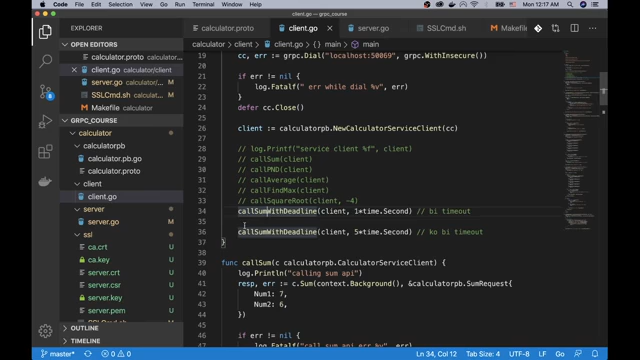 Code File Edit Selection View Go Run Terminal Window Help
Mon 12:17 AM
client.go — grpc_course
EXPLORER
OPEN EDITORS
calculator.proto calculator/...
client.go calculator/client
server.go calculator/...
SSLCmd.sh calculator/...
Makefile
GRPC_COURSE
calculator
calculatorpb
calculator.pb.go
calculator.proto
client
client.go
server
server.go
ssl
ca.crt
ca.key
server.crt
server.csr
server.key
server.pem
OUTLINE
TIMELINE
calculator.proto
client.go
server.go
SSLCmd.sh
Makefile
calculator > client > client.go > {} main > main
19 cc, err := grpc.Dial("localhost:50069", grpc.WithInsecure())
20
21 if err != nil {
22 log.Fatalf(" err while dial %v", err)
23 }
24 defer cc.Close()
25
26 client := calculatorpb.NewCalculatorServiceClient(cc)
27
28 // log.Printf("service client %f", client)
29 // callSum(client)
30 // callPND(client)
31 // callAverage(client)
32 // callFindMax(client)
33 // callSquareRoot(client, -4)
34 callSumWithDeadline(client, 1*time.Second) // bi timeout
35
36 callSumWithDeadline(client, 5*time.Second) // ko bi timeout
37 }
38
39 func callSum(c calculatorpb.CalculatorServiceClient) {
40 log.Println("calling sum api")
41 resp, err := c.Sum(context.Background(), &calculatorpb.SumRequest{
42 Num1: 7,
43 Num2: 6,
44 })
45
46 if err != nil {
47 log.Fatalf("call sum api err %v", err)
master*
0 0
Ln 34, Col 12
Tab Size: 4
UTF-8
LF
Go